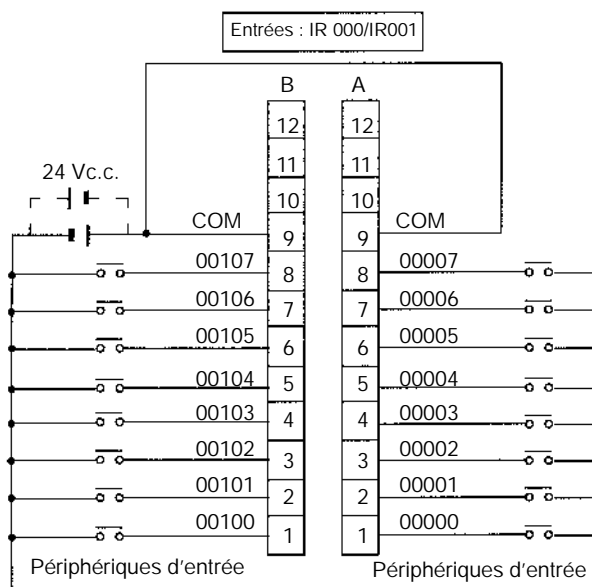 Entrées : IR 000/IR001
B A
12 12
11 11
24 Vc.c.
10 10
COM 9 9 COM
00107 8 8 00007
00106 7 7 00006
00105 6 6 00005
00104 5 5 00004
00103 4 4 00003
00102 3 3 00002
00101 2 2 00001
00100 1 1 00000
Périphériques d'entrée Périphériques d'entrée